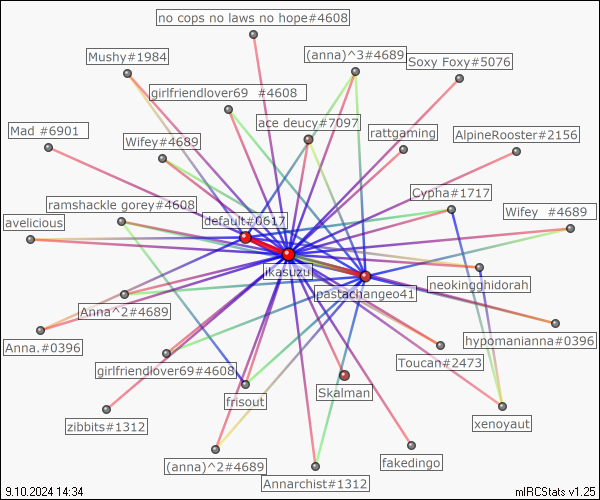 no cops no laws no hope#4608
Mushy#1984
(anna)^3#4689
Soxy Foxy#5076
girlfriendlover69 #4608
ace deucy#7097
Mad #6901
Wifey#4689
rattgaming
AlpineRooster#2156
ramshackle gorey#4608
Cypha#1717
avelicious
default#0617
Wifey #4689
ikasuzu
pastachangeo41
neokingghidorah
Anna^2#4689
Anna.#0396
hypomanianna#0396
girlfriendlover69#4608
Toucan#2473
frisout
Skalman
zibbits#1312
xenoyaut
(anna)^2#4689
fakedingo
Annarchist#1312
9.10.2024 14:34
mIRCStats v1.25